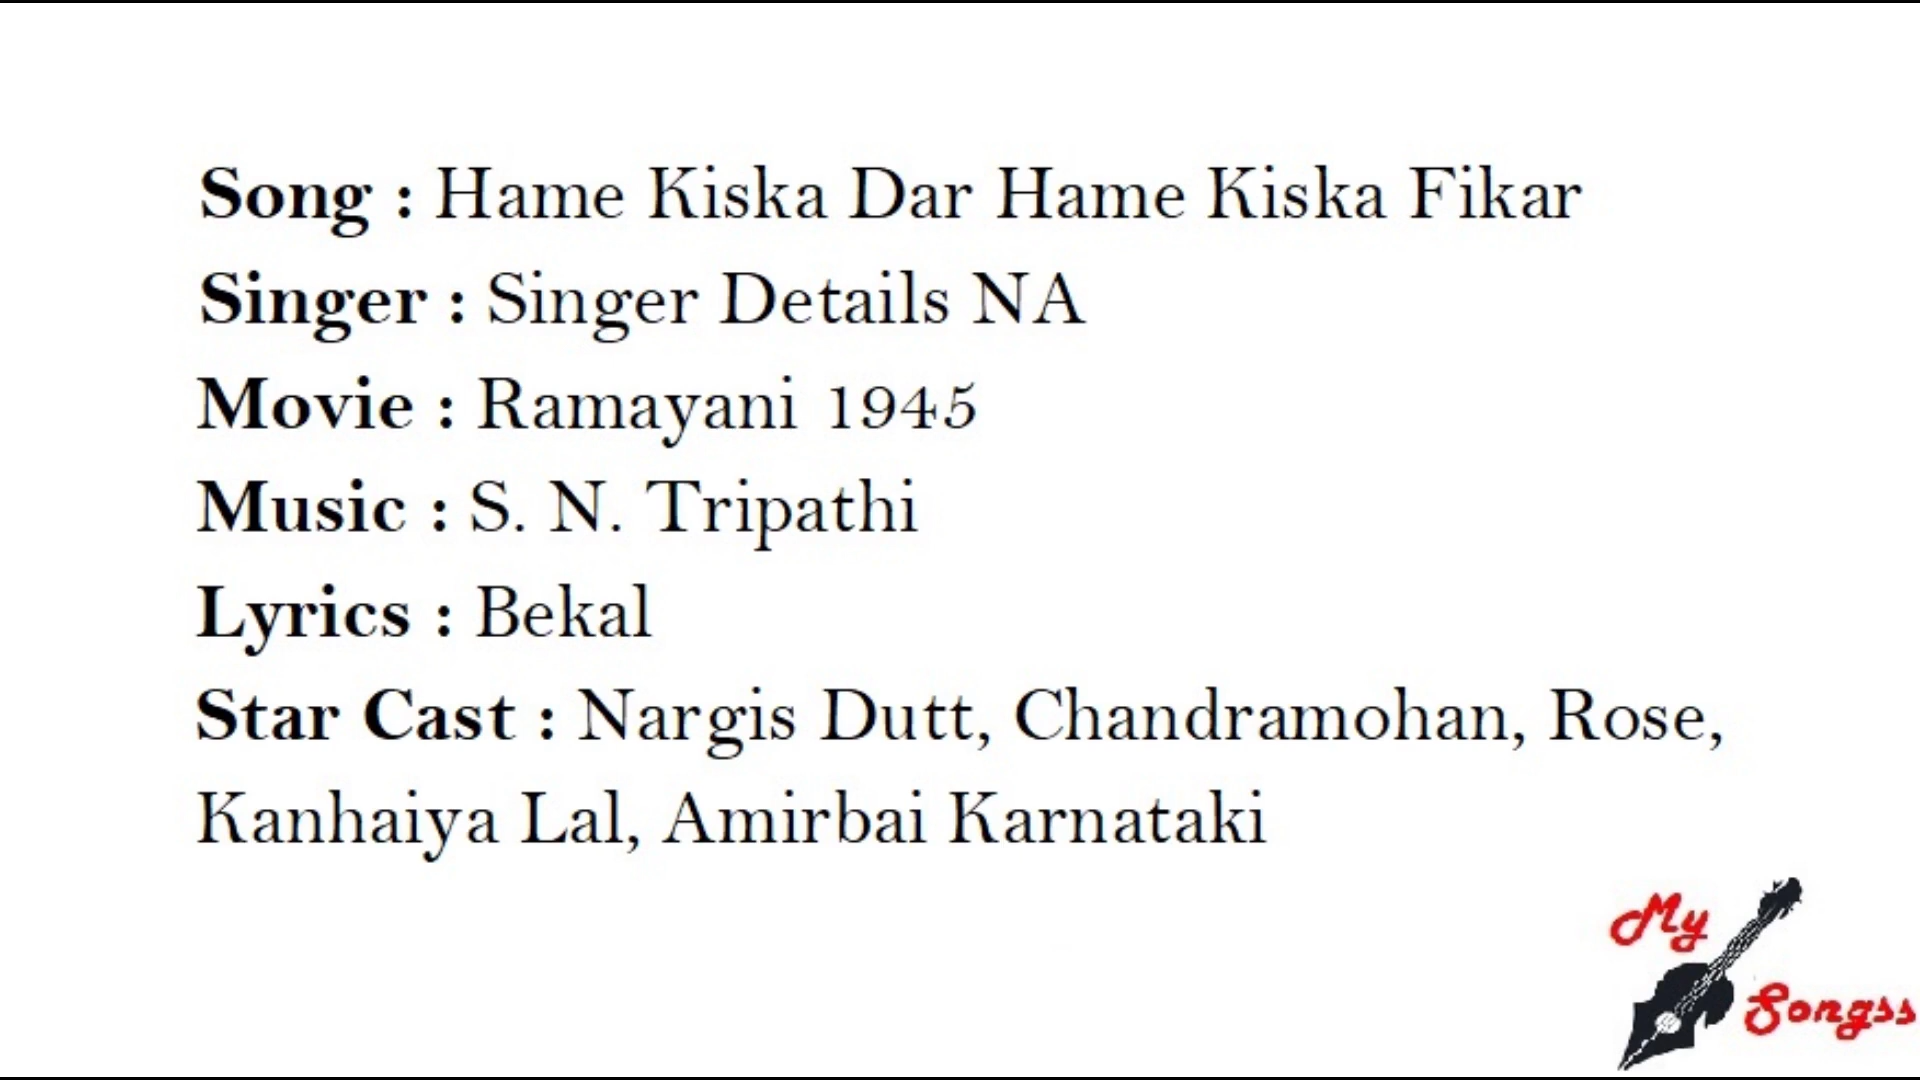 Song : Hame Kiska Dar Hame Kiska Fikar
Singer : Singer Details NA
Movie : Ramayani 1945
Music : S. N. Tripathi
Lyrics : Bekal
Star Cast : Nargis Dutt, Chandramohan, Rose,
Kanhaiya Lal, Amirbai Karnataki
My
Songss